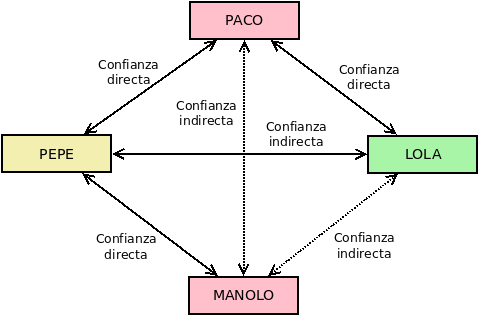 PACO
Confianza
directa
Confianza
directa
Confianza
indirecta
Confianza
indirecta
PEPE
LOLA
Confianza
directa
Confianza
indirecta
MANOLO